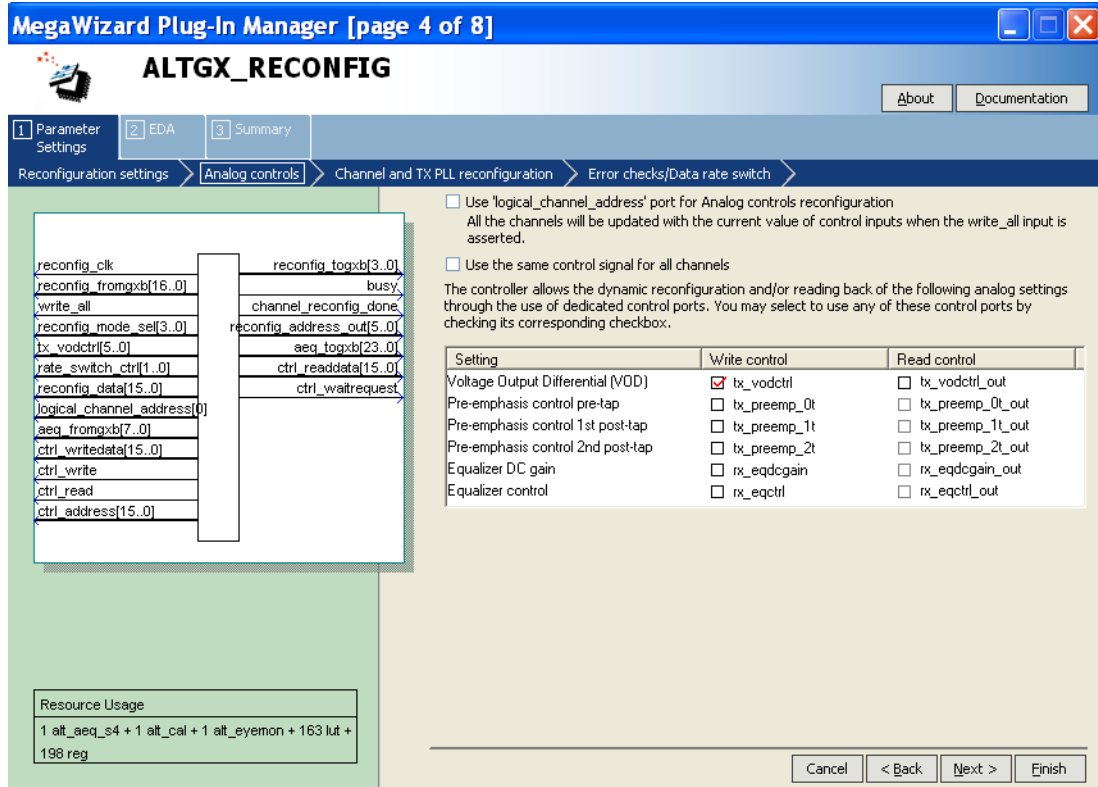 MegaWizard Plug-In Manager [page 4 of 8]
ALTGX_RECONFIG
About
Documentation
1 Parameter Settings
2 EDA
3 Summary
Reconfiguration settings
Analog controls
Channel and TX PLL reconfiguration
Error checks/Data rate switch
reconfig_clk
reconfig_fromgxb[16..0]
write_all
reconfig_mode_sel[3..0]
tx_vodctrl[5..0]
rate_switch_ctrl[1..0]
reconfig_data[15..0]
logical_channel_address[0]
aeq_fromgxb[7..0]
ctrl_writedata[15..0]
ctrl_write
ctrl_read
ctrl_address[15..0]
reconfig_togxb[3..0]
busy
channel_reconfig_done
reconfig_address_out[5..0]
aeq_togxb[23..0]
ctrl_readdata[15..0]
ctrl_waitrequest
Resource Usage
1 alt_aeq_s4 + 1 alt_cal + 1 alt_eyemon + 163 lut +
198 reg
Use 'logical_channel_address' port for Analog controls reconfiguration
All the channels will be updated with the current value of control inputs when the write_all input is
asserted.
Use the same control signal for all channels
The controller allows the dynamic reconfiguration and/or reading back of the following analog settings
through the use of dedicated control ports. You may select to use any of these control ports by
checking its corresponding checkbox.
Setting Write control Read control
Voltage Output Differential (VOD) tx_vodctrl tx_vodctrl_out
Pre-emphasis control pre-tap tx_preemp_0t tx_preemp_0t_out
Pre-emphasis control 1st post-tap tx_preemp_1t tx_preemp_1t_out
Pre-emphasis control 2nd post-tap tx_preemp_2t tx_preemp_2t_out
Equalizer DC gain rx_eqdcgain rx_eqdcgain_out
Equalizer control rx_eqctrl rx_eqctrl_out
Cancel
< Back
Next >
Finish